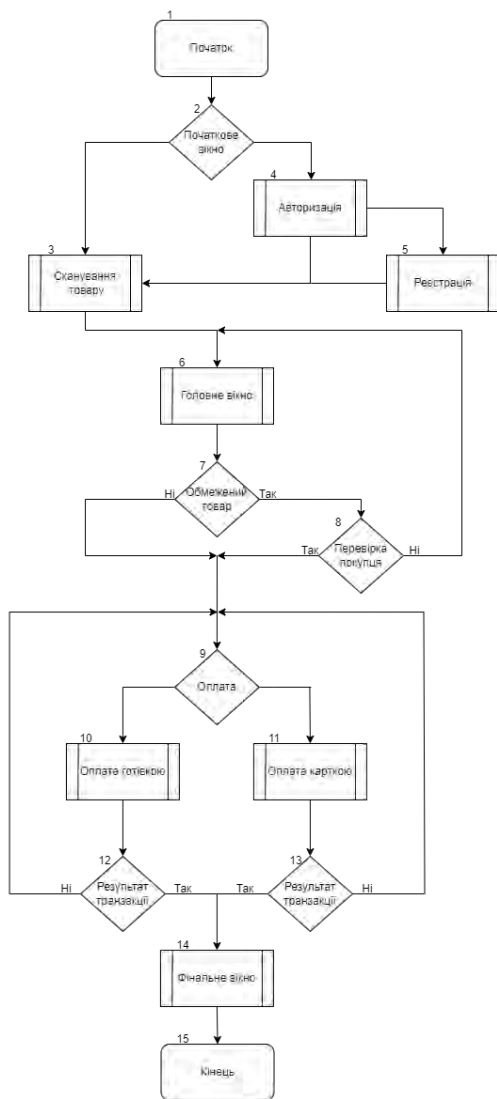 1
Початок
2
Початкове
вікно
4
Авторизація
3
Сканування
товару
5
Реєстрація
6
Головне вікно
7
Ні
Обмежений
товар
Так
8
Так
Перевірка
покупця
Ні
9
Оплата
10
Оплата готівкою
11
Оплата карткою
12
Ні
Результат
транзакції
Так
13
Так
Результат
транзакції
Ні
14
Фінальне вікно
15
Кінець